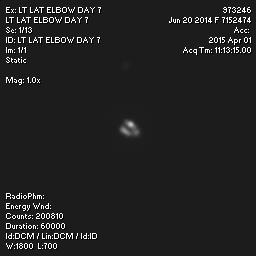 Ex: LT LAT ELBOW DAY 7
LT LAT ELBOW DAY 7
Se: 1/13
ID: LT LAT ELBOW DAY 7
Im: 1/1
Static
Mag: 1.0x
973246
Jun 20 2014 F 7152474
Acc:
2015 Apr 01
Acq Tm: 11:13:15.00
RadioPhm:
Energy Wnd:
Counts: 200810
Duration: 60000
Id:DCM / Lin:DCM / Id:ID
W:1800 L:700